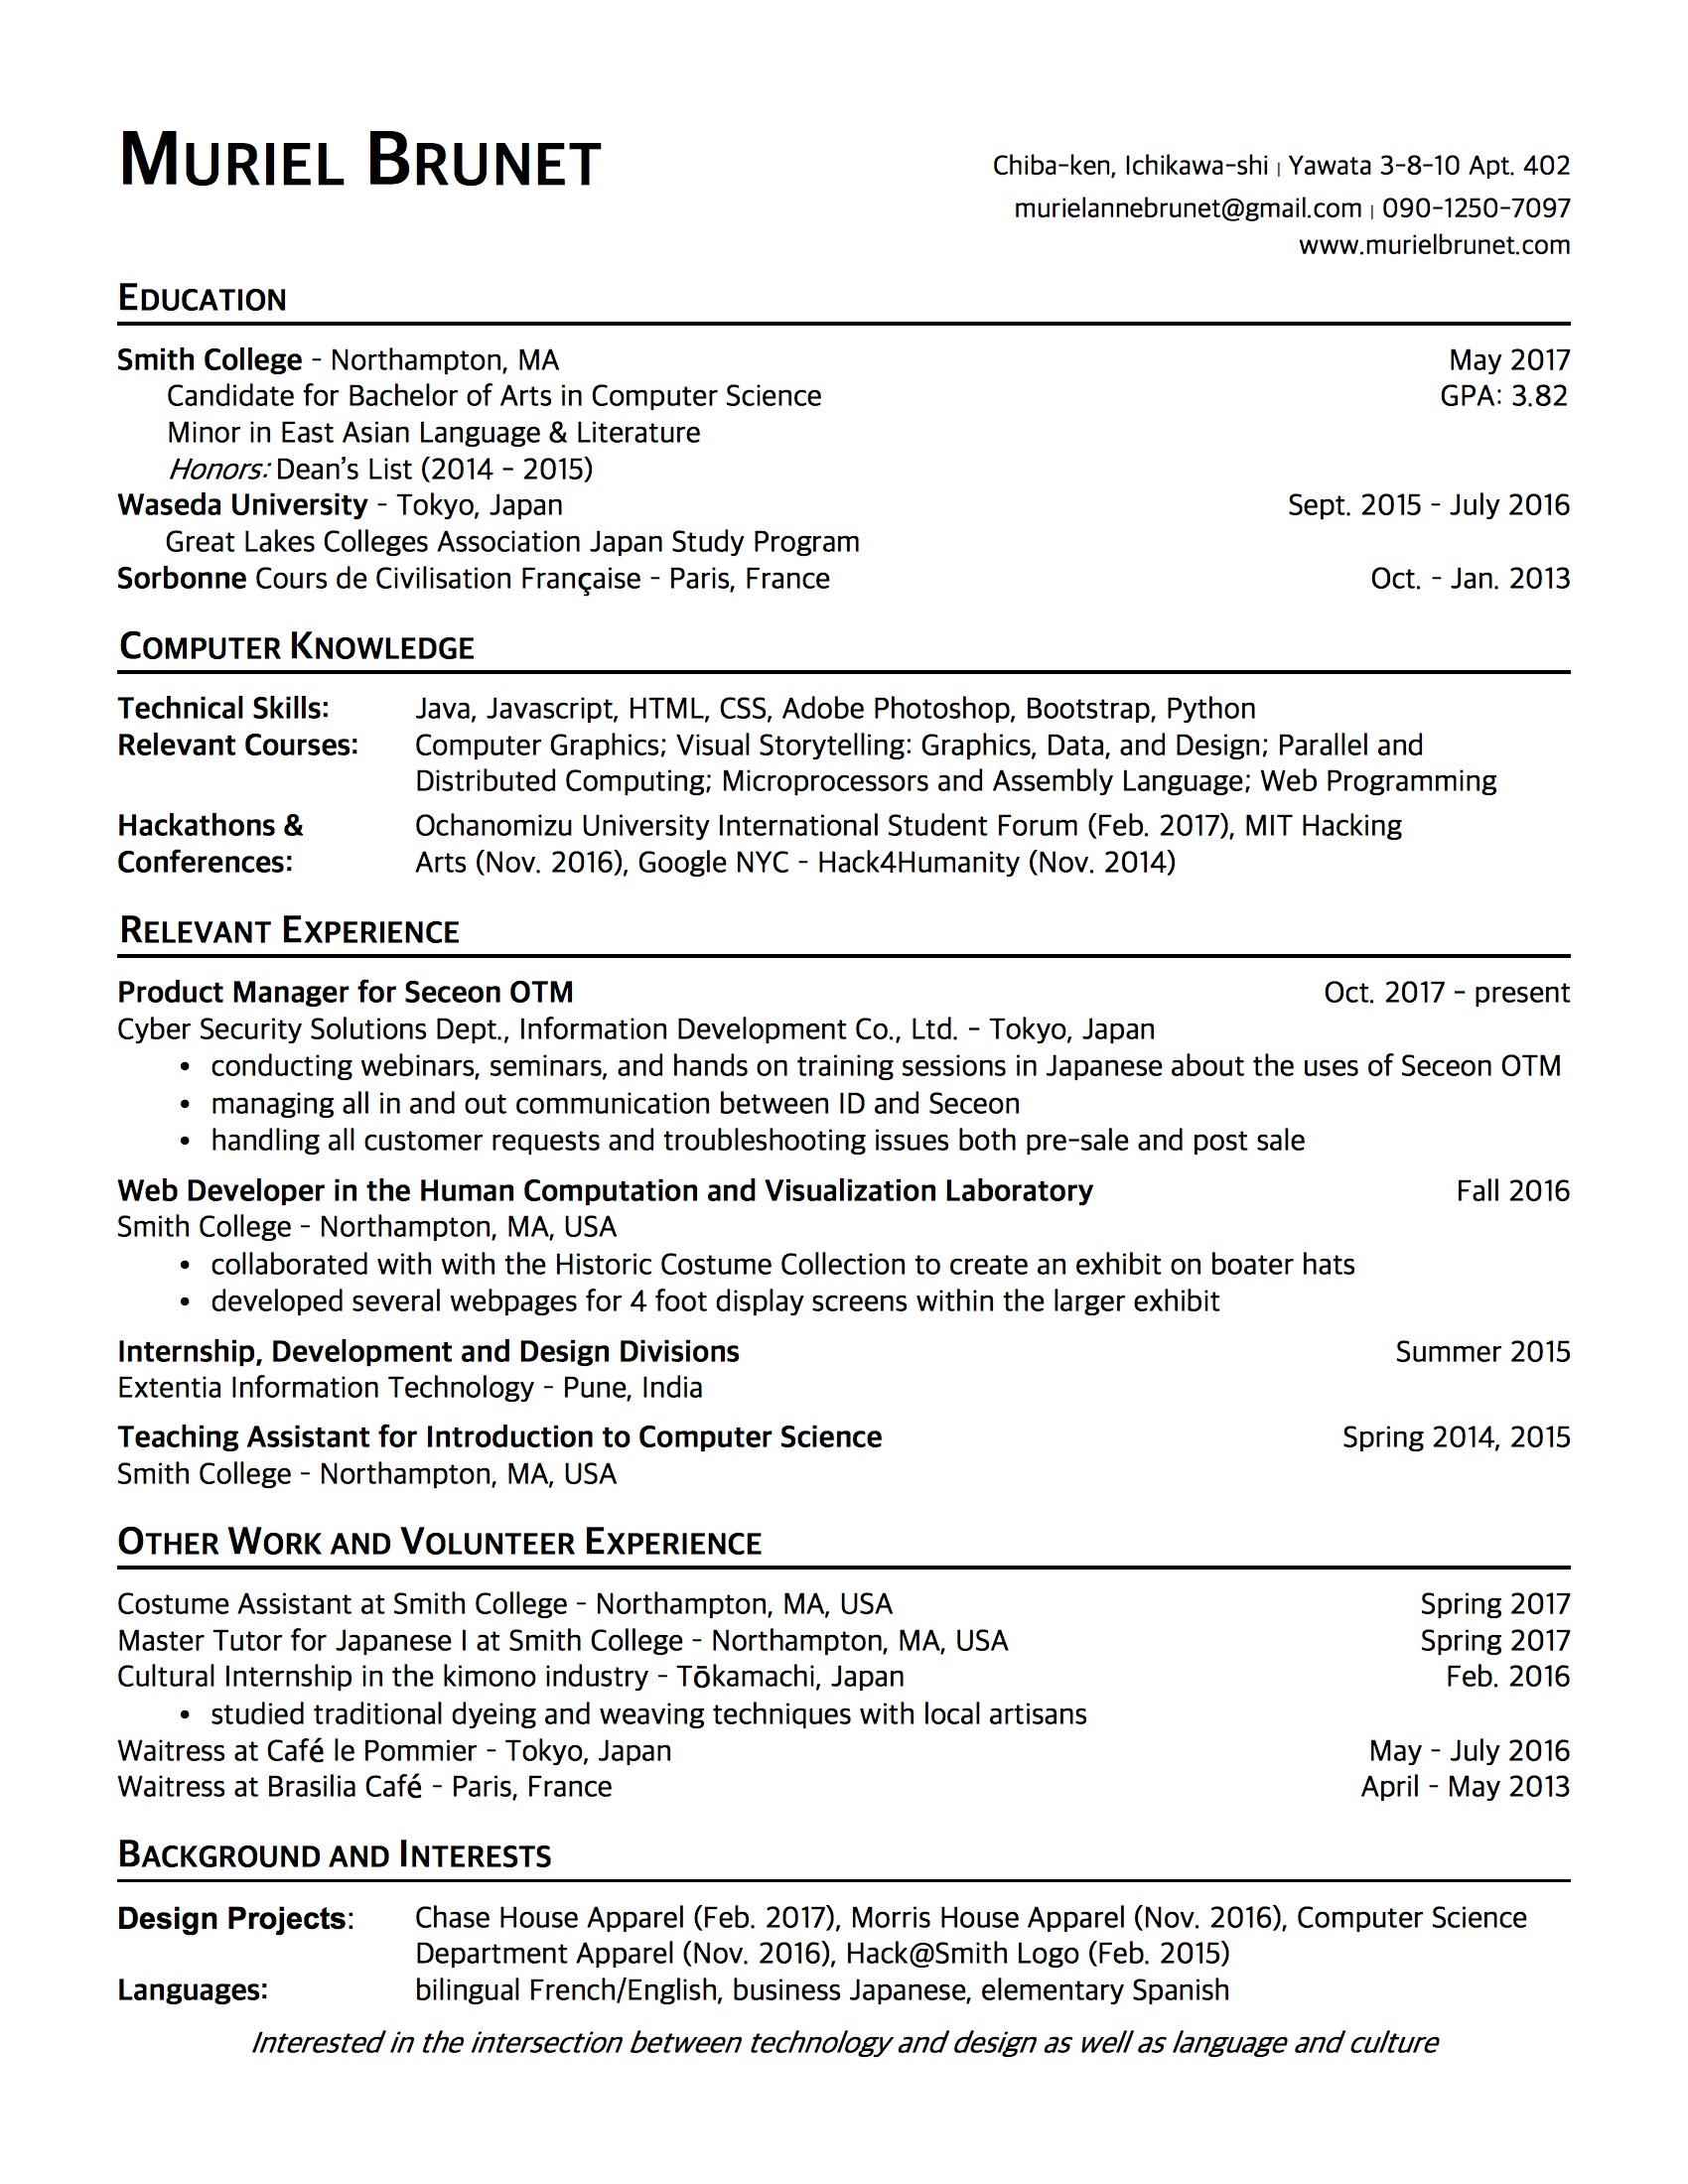 MURIEL BRUNET
Chiba-ken, Ichikawa-shi | Yawata 3-8-10 Apt. 402
murielannebrunet@gmail.com | 090-1250-7097
www.murielbrunet.com
EDUCATION
Smith College - Northampton, MA May 2017
Candidate for Bachelor of Arts in Computer Science GPA: 3.82
Minor in East Asian Language & Literature
Honors: Dean's List (2014 - 2015)
Waseda University - Tokyo, Japan Sept. 2015 - July 2016
Great Lakes Colleges Association Japan Study Program
Sorbonne Cours de Civilisation Française - Paris, France Oct. - Jan. 2013
COMPUTER KNOWLEDGE
Technical Skills: Java, Javascript, HTML, CSS, Adobe Photoshop, Bootstrap, Python
Relevant Courses: Computer Graphics; Visual Storytelling: Graphics, Data, and Design; Parallel and
Distributed Computing; Microprocessors and Assembly Language; Web Programming
Hackathons & Ochanomizu University International Student Forum (Feb. 2017), MIT Hacking
Conferences: Arts (Nov. 2016), Google NYC - Hack4Humanity (Nov. 2014)
RELEVANT EXPERIENCE
Product Manager for Seceon OTM Oct. 2017 - present
Cyber Security Solutions Dept., Information Development Co., Ltd. - Tokyo, Japan
• conducting webinars, seminars, and hands on training sessions in Japanese about the uses of Seceon OTM
• managing all in and out communication between ID and Seceon
• handling all customer requests and troubleshooting issues both pre-sale and post sale
Web Developer in the Human Computation and Visualization Laboratory Fall 2016
Smith College - Northampton, MA, USA
• collaborated with with the Historic Costume Collection to create an exhibit on boater hats
• developed several webpages for 4 foot display screens within the larger exhibit
Internship, Development and Design Divisions Summer 2015
Extentia Information Technology - Pune, India
Teaching Assistant for Introduction to Computer Science Spring 2014, 2015
Smith College - Northampton, MA, USA
OTHER WORK AND VOLUNTEER EXPERIENCE
Costume Assistant at Smith College - Northampton, MA, USA Spring 2017
Master Tutor for Japanese I at Smith College - Northampton, MA, USA Spring 2017
Cultural Internship in the kimono industry - Tōkamachi, Japan Feb. 2016
• studied traditional dyeing and weaving techniques with local artisans
Waitress at Café le Pommier - Tokyo, Japan May - July 2016
Waitress at Brasilia Café - Paris, France April - May 2013
BACKGROUND AND INTERESTS
Design Projects: Chase House Apparel (Feb. 2017), Morris House Apparel (Nov. 2016), Computer Science
Department Apparel (Nov. 2016), Hack@Smith Logo (Feb. 2015)
Languages: bilingual French/English, business Japanese, elementary Spanish
Interested in the intersection between technology and design as well as language and culture